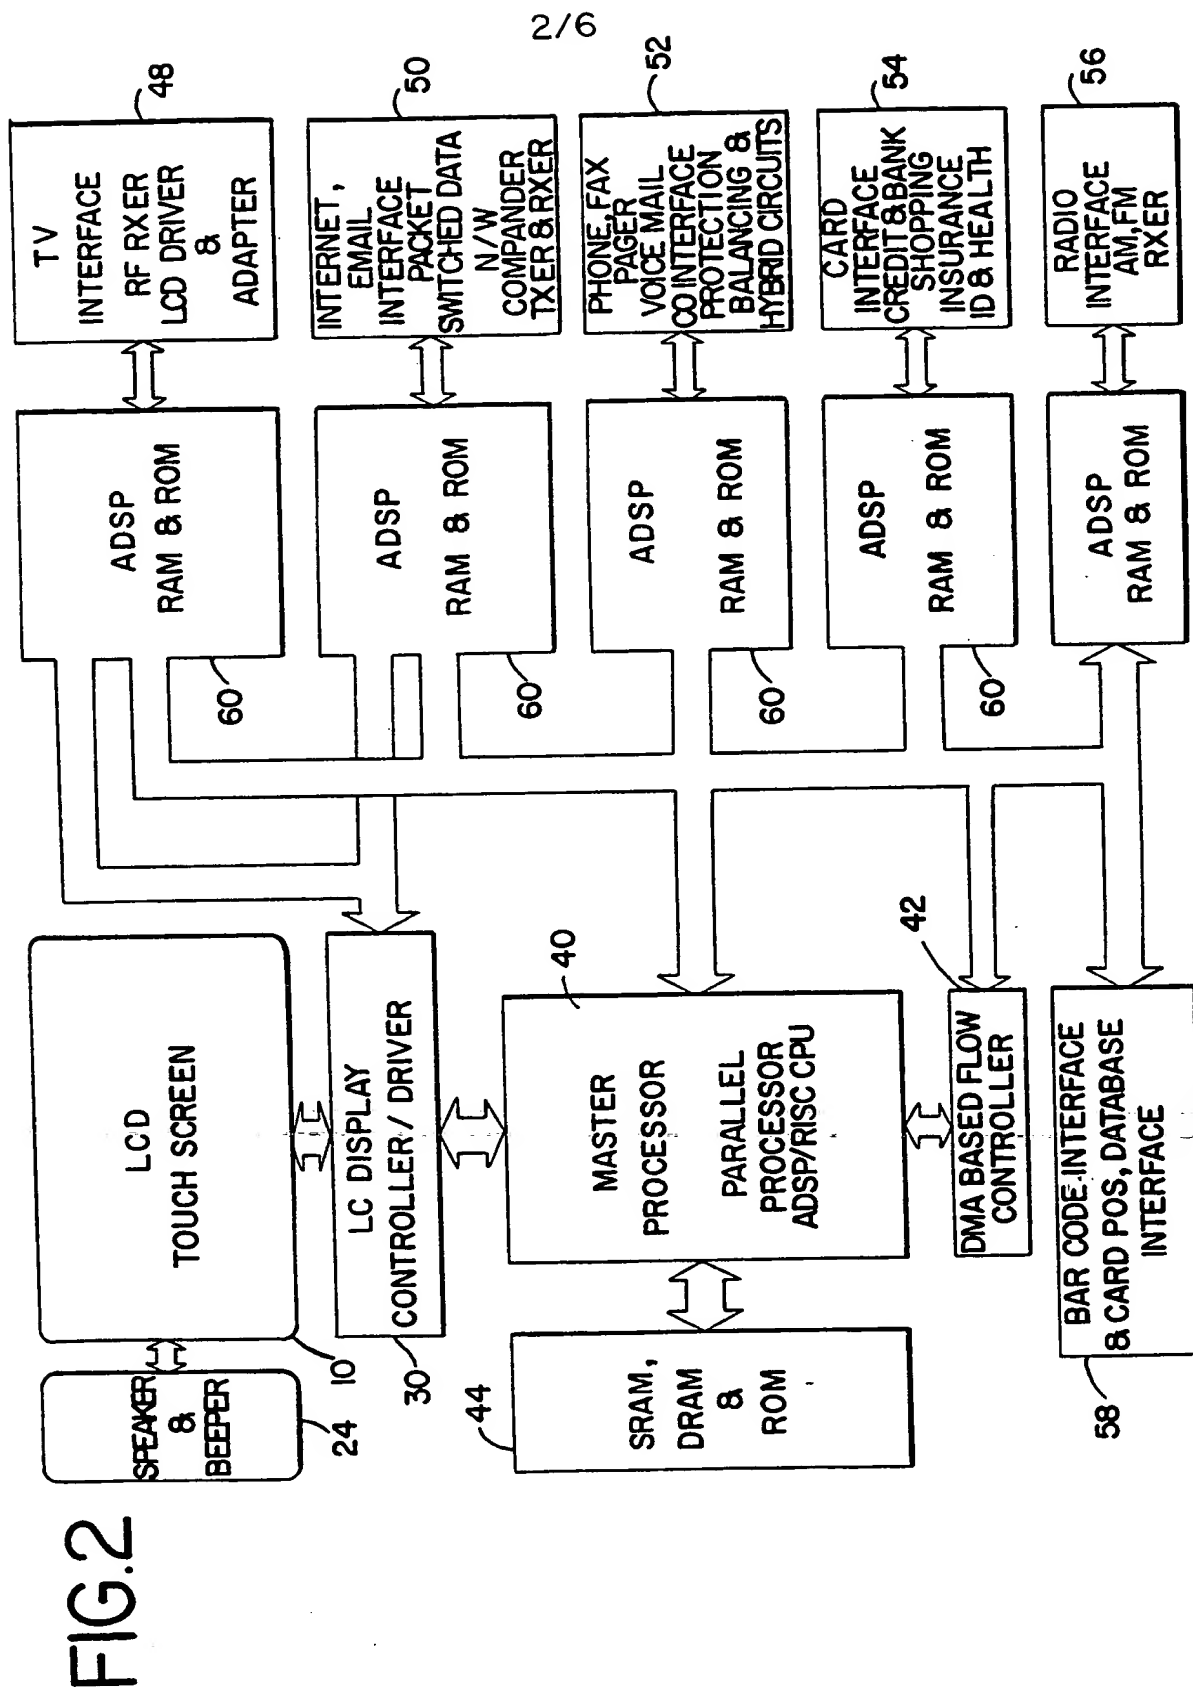 2/6
FIG.2
SPEAKER
&
BEEPER
24
LCD
TOUCH SCREEN
10
LC DISPLAY
CONTROLLER/DRIVER
30
MASTER
PROCESSOR
PARALLEL
PROCESSOR
ADSP/RISC CPU
40
SRAM,
DRAM
&
ROM
44
DMA BASED FLOW
CONTROLLER
42
BAR CODE INTERFACE
& CARD POS, DATABASE
INTERFACE
58
ADSP
RAM & ROM
60
ADSP
RAM & ROM
60
ADSP
RAM & ROM
60
ADSP
RAM & ROM
60
ADSP
RAM & ROM
TV
INTERFACE
RF RXER
LCD DRIVER
&
ADAPTER
48
INTERNET,
EMAIL
INTERFACE
PACKET
SWITCHED DATA
N/W
COMPANDER
TXER & RXER
50
PHONE, FAX
PAGER
VOICE MAIL
CO INTERFACE
PROTECTION
BALANCING &
HYBRID CIRCUITS
52
CARD
INTERFACE
CREDIT & BANK
SHOPPING
INSURANCE
ID & HEALTH
54
RADIO
INTERFACE
AM, FM
RXER
56